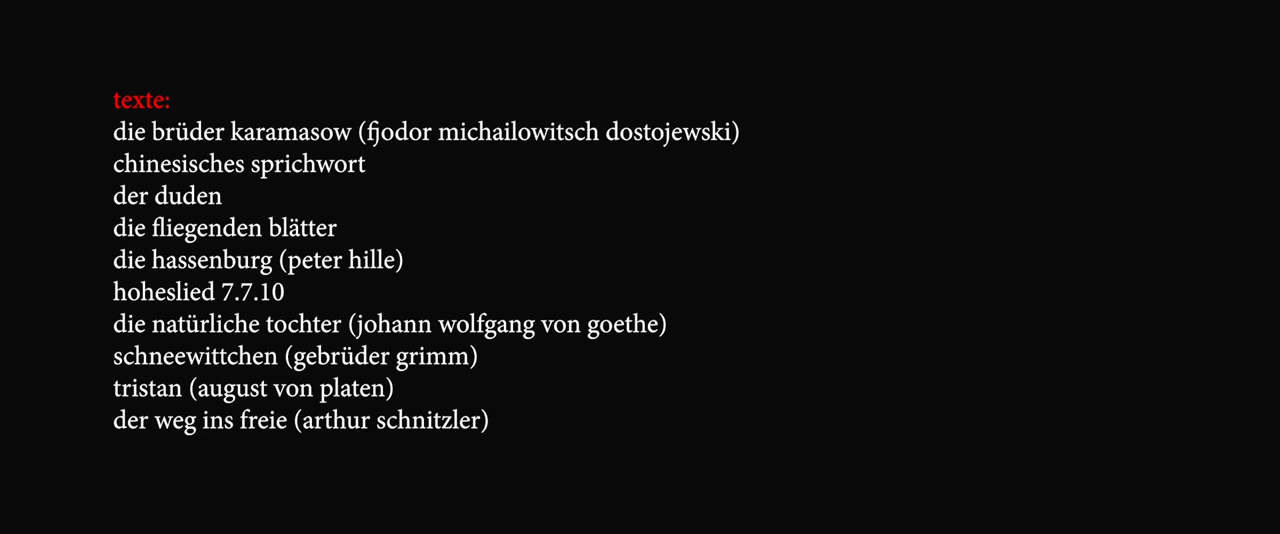 texte:
die brüder karamasow (fjodor michailowitsch dostojewski)
chinesisches sprichwort
der duden
die fliegenden blätter
die hassenburg (peter hille)
hoheslied 7.7.10
die natürliche tochter (johann wolfgang von goethe)
schneewittchen (gebrüder grimm)
tristan (august von platen)
der weg ins freie (arthur schnitzler)